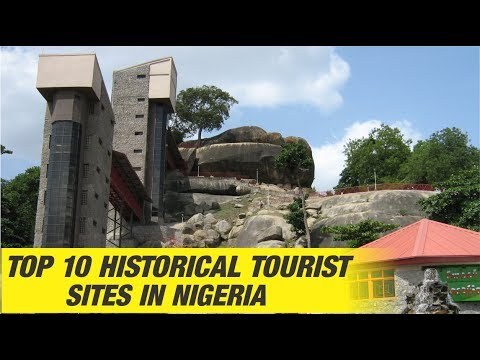 TOP 10 HISTORICAL TOURIST
SITES IN NIGERIA